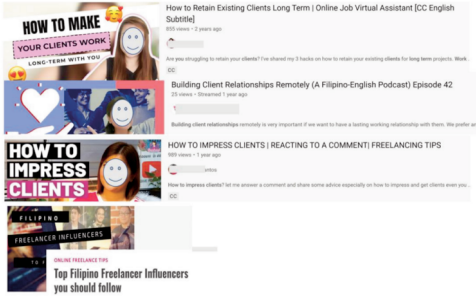 HOW TO MAKE
YOUR CLIENTS WORK
LONG-TERM WITH YOU
How to Retain Existing Clients Long Term | Online Job Virtual Assistant [CC English
Subtitle]
855 views • 2 years ago
Are you struggling to retain your clients? I've shared my 3 hacks on how to retain your existing clients for long term projects. Work
CC
Building Client Relationships Remotely (A Filipino-English Podcast) Episode 42
25 views • Streamed 1 year ago
Building client relationships remotely is very important if we want to have a lasting working relationship with them. We prefer an
HOW TO
IMPRESS
CLIENTS
HOW TO IMPRESS CLIENTS | REACTING TO A COMMENT| FREELANCING TIPS
989 views • 1 year ago
How to impress clients? let me answer a comment and share some advice especially on how to impress and get clients even you...
CC
FILIPINO
FREELANCER INFLUENCERS
ONLINE FREELANCE TIPS
Top Filipino Freelancer Influencers
you should follow